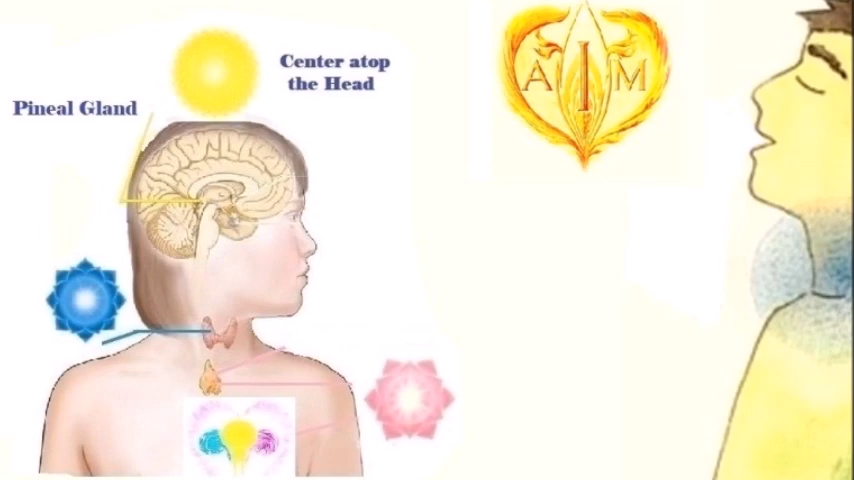 Center atop
the Head
Pineal Gland
A I M